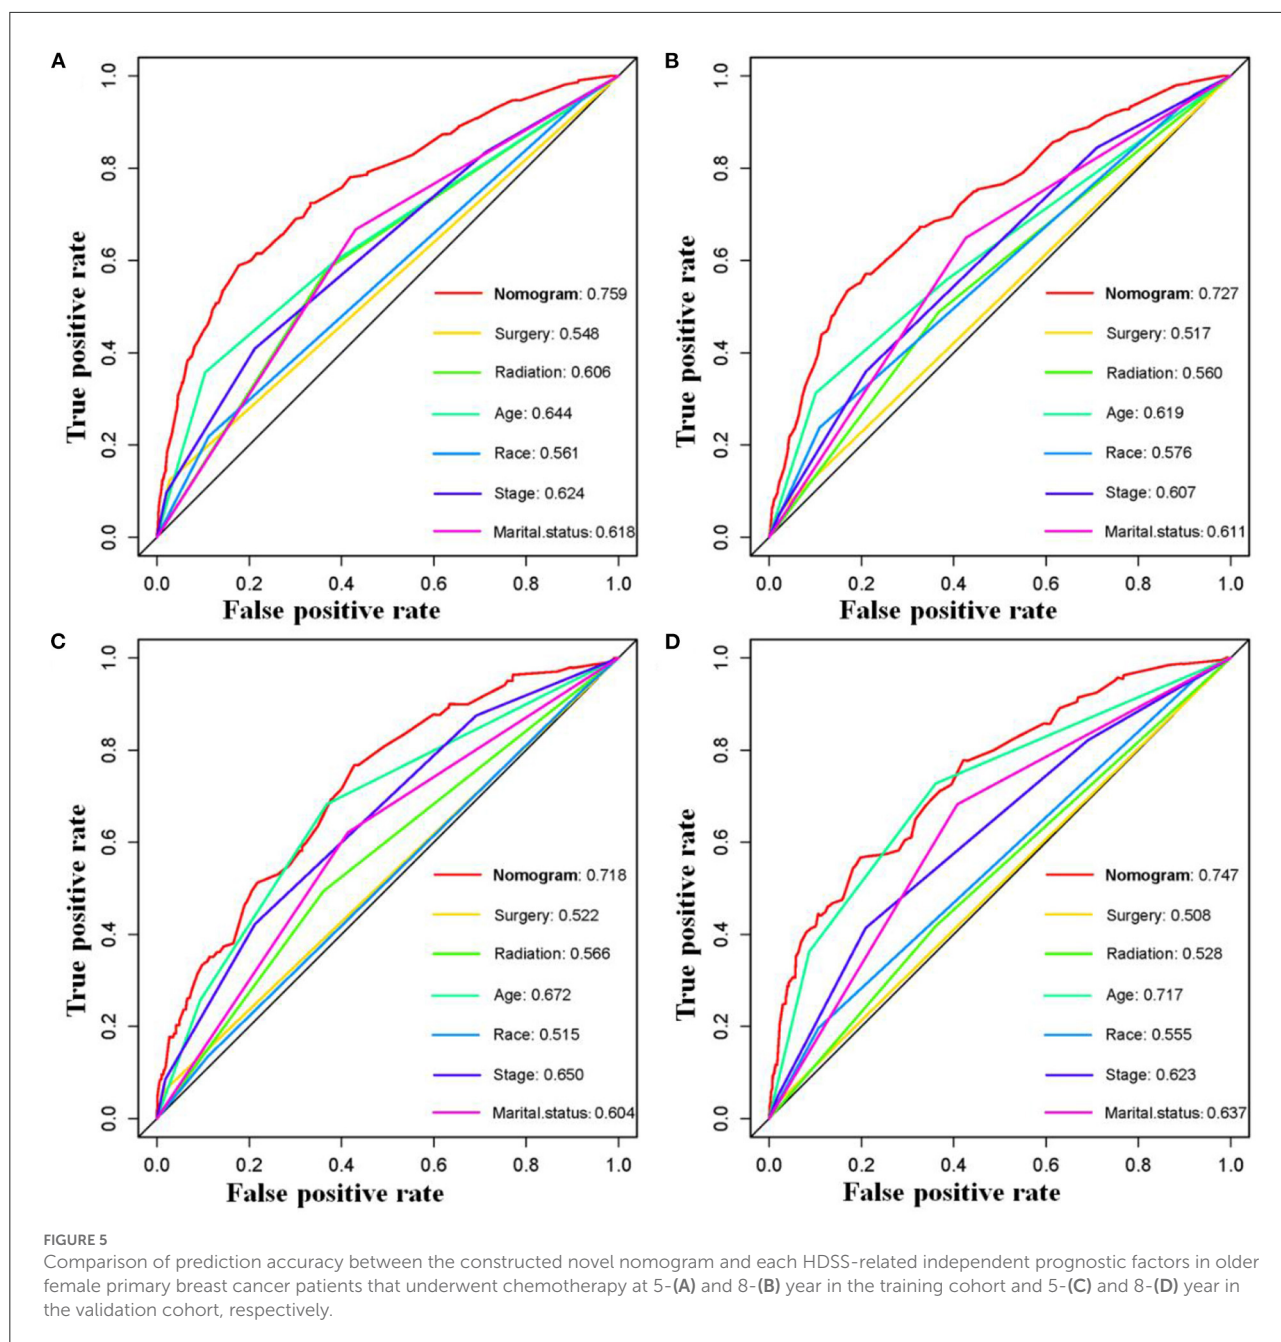 A
True positive rate
1.0
0.8
0.6
0.4
0.2
0.0
Nomogram: 0.759
Surgery: 0.548
Radiation: 0.606
Age: 0.644
Race: 0.561
Stage: 0.624
Marital.status: 0.618
0.0 0.2 0.4 0.6 0.8 1.0
False positive rate
B
True positive rate
1.0
0.8
0.6
0.4
0.2
0.0
Nomogram: 0.727
Surgery: 0.517
Radiation: 0.560
Age: 0.619
Race: 0.576
Stage: 0.607
Marital.status: 0.611
0.0 0.2 0.4 0.6 0.8 1.0
False positive rate
C
True positive rate
1.0
0.8
0.6
0.4
0.2
0.0
Nomogram: 0.718
Surgery: 0.522
Radiation: 0.566
Age: 0.672
Race: 0.515
Stage: 0.650
Marital.status: 0.604
0.0 0.2 0.4 0.6 0.8 1.0
False positive rate
D
True positive rate
1.0
0.8
0.6
0.4
0.2
0.0
Nomogram: 0.747
Surgery: 0.508
Radiation: 0.528
Age: 0.717
Race: 0.555
Stage: 0.623
Marital.status: 0.637
0.0 0.2 0.4 0.6 0.8 1.0
False positive rate
FIGURE 5
Comparison of prediction accuracy between the constructed novel nomogram and each HDSS-related independent prognostic factors in older
female primary breast cancer patients that underwent chemotherapy at 5-(A) and 8-(B) year in the training cohort and 5-(C) and 8-(D) year in
the validation cohort, respectively.